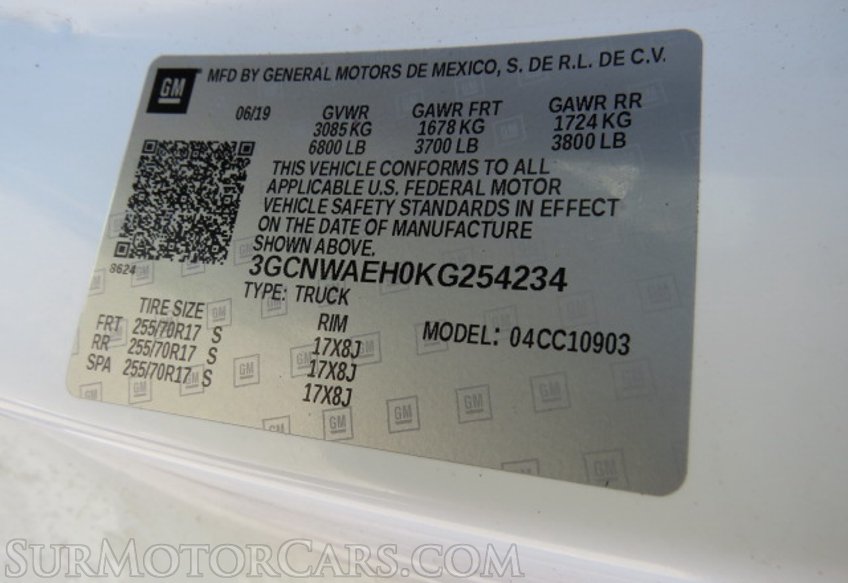 GM MFD BY GENERAL MOTORS DE MEXICO, S. DE R.L. DE C.V.
06/19 GVWR GAWR FRT GAWR RR
3085 KG 1678 KG 1724 KG
6800 LB 3700 LB 3800 LB
THIS VEHICLE CONFORMS TO ALL
APPLICABLE U.S. FEDERAL MOTOR
VEHICLE SAFETY STANDARDS IN EFFECT
ON THE DATE OF MANUFACTURE
SHOWN ABOVE.
8624
3GCNWAEH0KG254234
TYPE: TRUCK
TIRE SIZE RIM MODEL: 04CC10903
FRT 255/70R17 S 17X8J
RR 255/70R17 S 17X8J
SPA 255/70R17 S 17X8J
SURMOTORCARS.COM